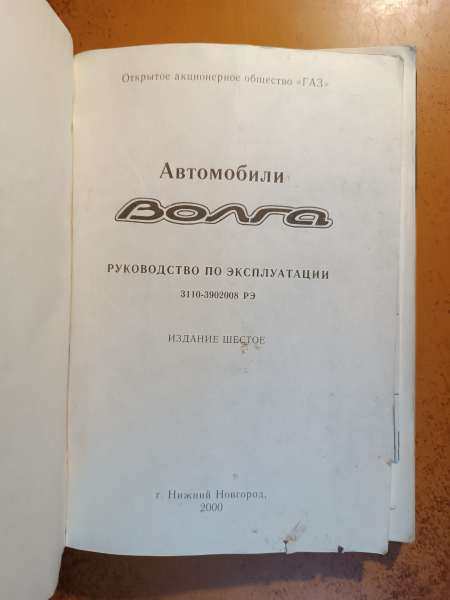 Открытое акционерное общество «ГАЗ»
Автомобили
Волга
РУКОВОДСТВО ПО ЭКСПЛУАТАЦИИ
3110-3902008 РЭ
ИЗДАНИЕ ШЕСТОЕ
г. Нижний Новгород,
2000